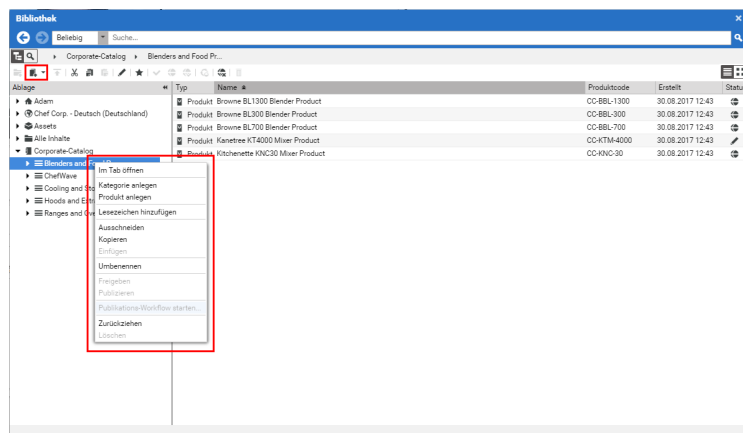 Bibliothek
Beliebig Suche...
Corporate-Catalog Blenders and Food Pr...
Ablage Typ Name Produktcode Erstellt Statu
Adam Produkt Browne BL1300 Blender Product CC-BBL-1300 30.08.2017 12:43
Chef Corp. - Deutsch (Deutschland) Produkt Browne BL300 Blender Product CC-BBL-300 30.08.2017 12:43
Assets Produkt Browne BL700 Blender Product CC-BBL-700 30.08.2017 12:43
Alle Inhalte Produkt Kanetree KT4000 Mixer Product CC-KTM-4000 30.08.2017 12:43
Corporate-Catalog Produkt Kitchenette KNC30 Mixer Product CC-KNC-30 30.08.2017 12:43
Blenders and Food P
ChefWave
Cooling and Sto
Hoods and Extr
Ranges and Ove
Im Tab öffnen
Kategorie anlegen
Produkt anlegen
Lesezeichen hinzufügen
Ausschneiden
Kopieren
Einfügen
Umbenennen
Freigeben
Publizieren
Publikations-Workflow starten...
Zurückziehen
Löschen